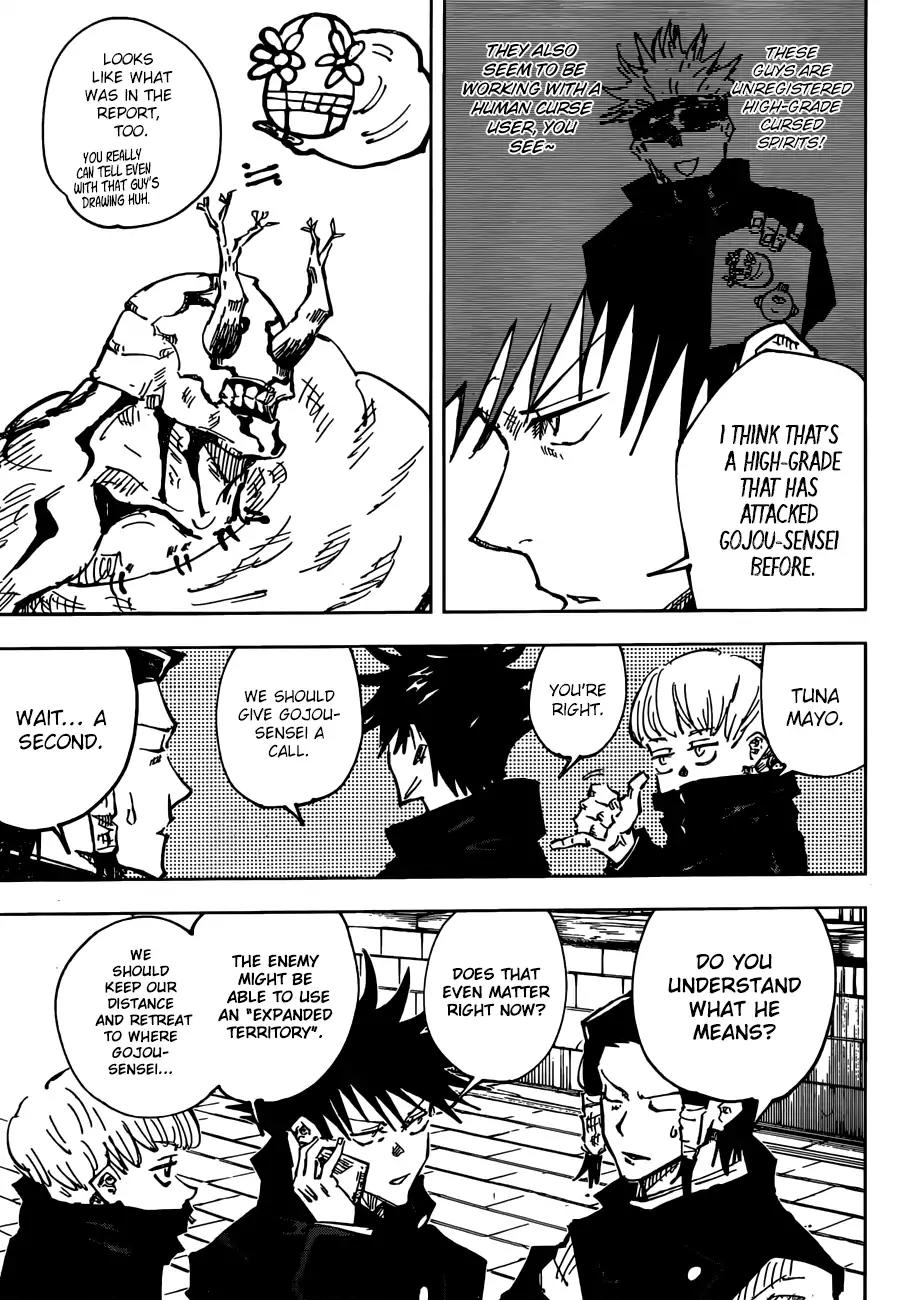 THESE
GUYS ARE
UNREGISTERED
HIGH-GRADE
CURSED
SPIRITS!
THEY ALSO
SEEM TO BE
WORKING WITH A
HUMAN CURSE
USER, YOU
SEE~
I THINK THAT'S
A HIGH-GRADE
THAT HAS
ATTACKED
GOJOU-SENSEI
BEFORE.
LOOKS
LIKE WHAT
WAS IN THE
REPORT,
TOO.
YOU REALLY
CAN TELL EVEN
WITH THAT GUY'S
DRAWING HUH.
TUNA
MAYO.
YOU'RE
RIGHT.
WE SHOULD
GIVE GOJOU-
SENSEI A
CALL.
WAIT... A
SECOND.
DO YOU
UNDERSTAND
WHAT HE
MEANS?
DOES THAT
EVEN MATTER
RIGHT NOW?
THE ENEMY
MIGHT BE
ABLE TO USE
AN "EXPANDED
TERRITORY".
WE
SHOULD
KEEP OUR
DISTANCE
AND RETREAT
TO WHERE
GOJOU-
SENSEI...